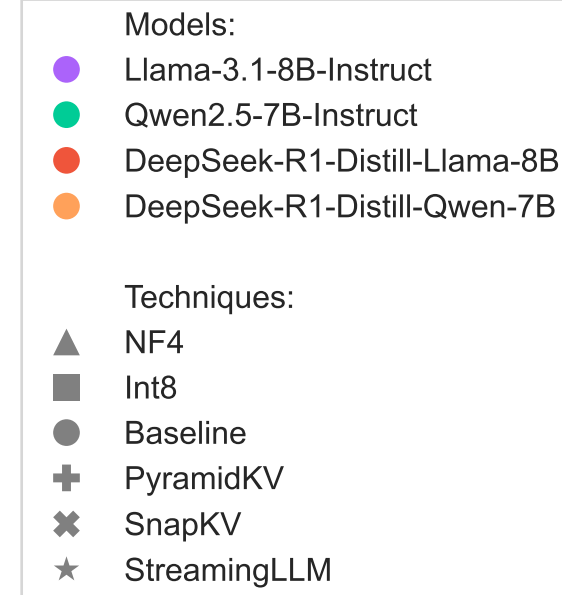 Models:
Llama-3.1-8B-Instruct
Qwen2.5-7B-Instruct
DeepSeek-R1-Distill-Llama-8B
DeepSeek-R1-Distill-Qwen-7B
Techniques:
NF4
Int8
Baseline
PyramidKV
SnapKV
StreamingLLM